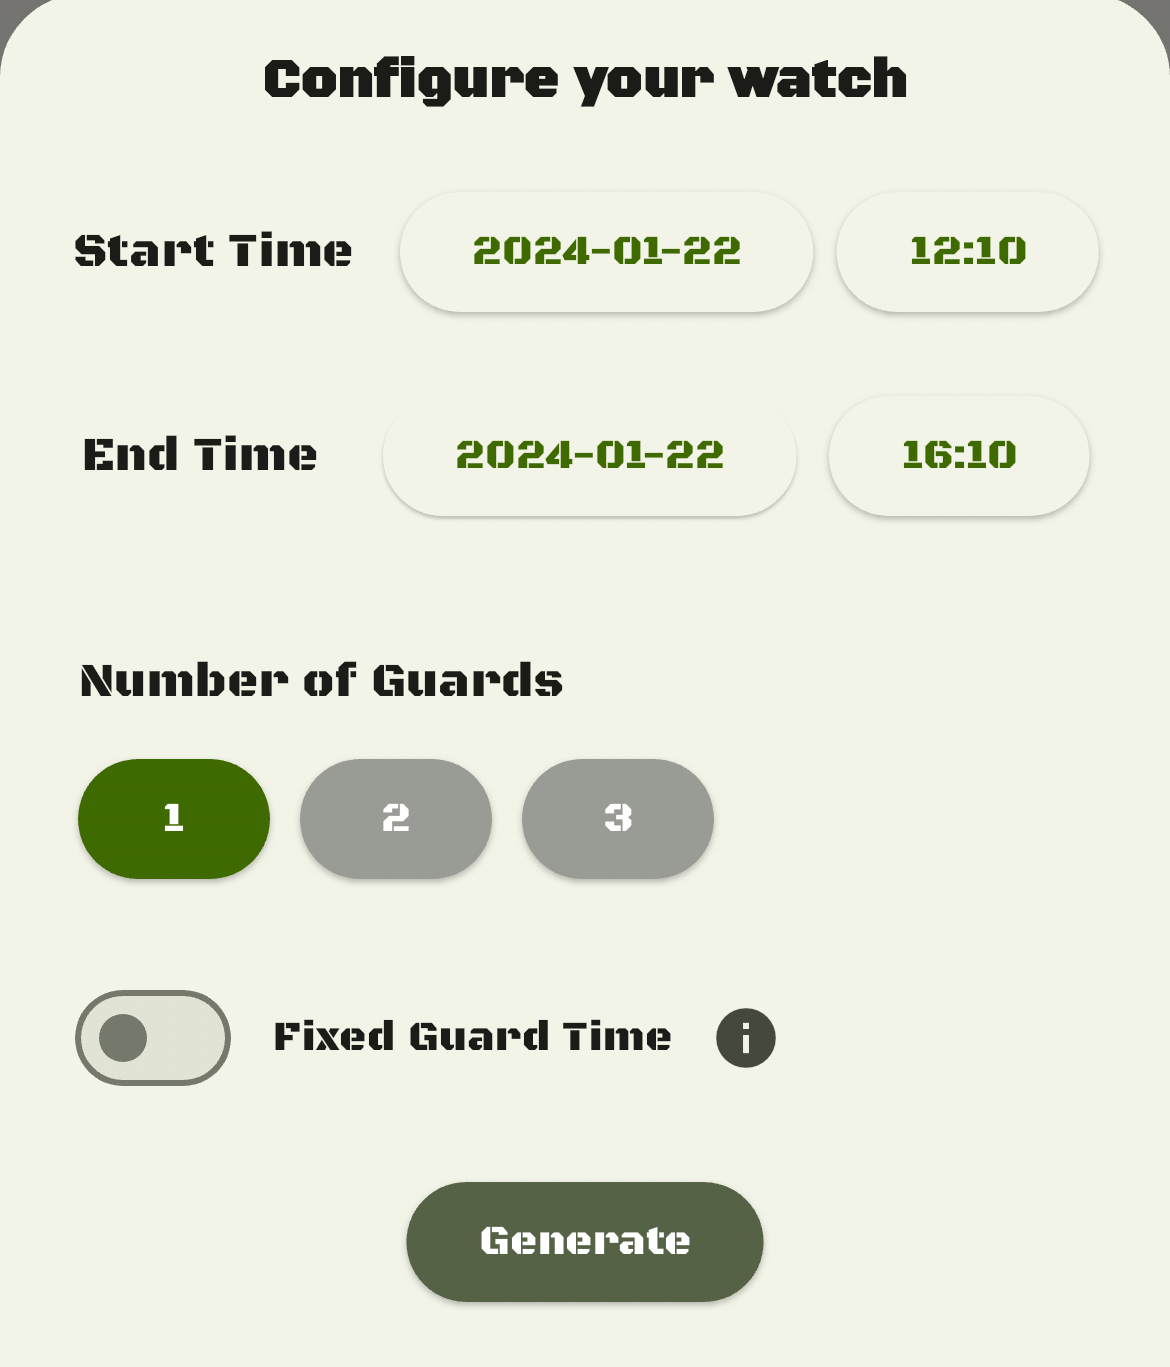 Configure your watch
Start Time 2024-01-22 12:10
End Time 2024-01-22 16:10
Number of Guards
1 2 3
Fixed Guard Time i
Generate